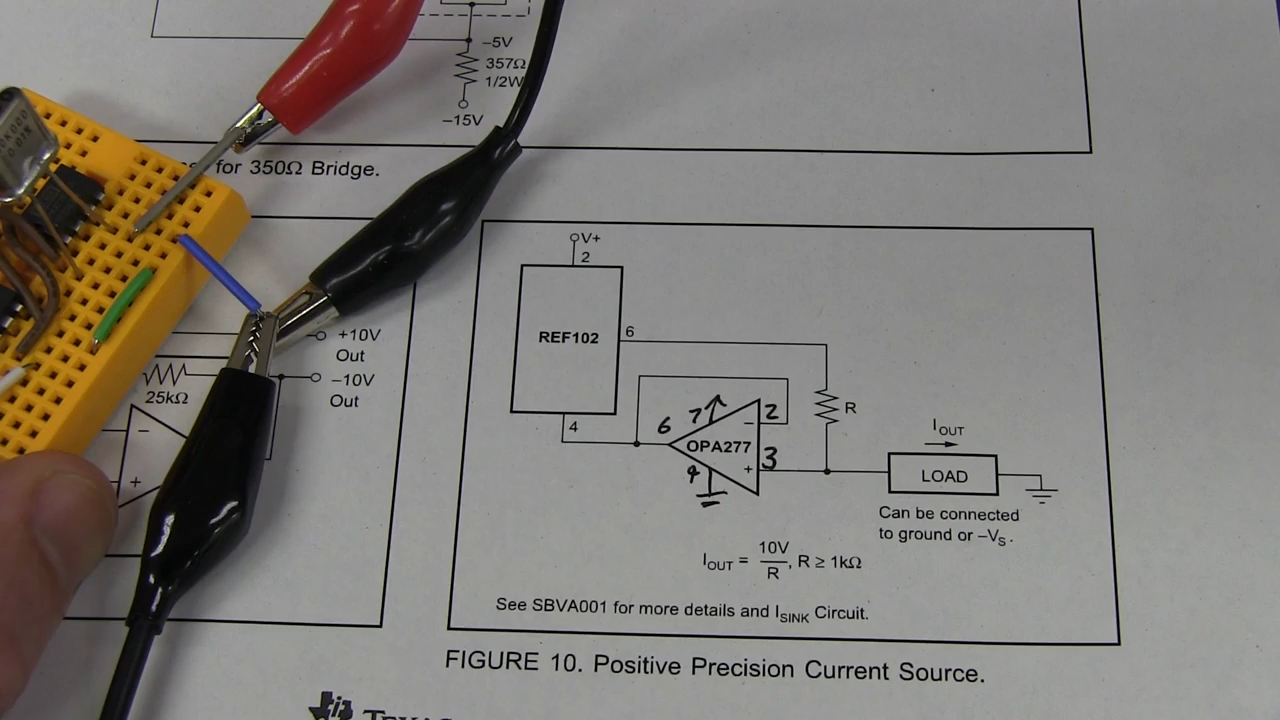 –5V
357Ω
1/2W
–15V
for 350Ω Bridge.
+10V
Out
–10V
Out
25kΩ
–
+
V+
2
REF102
6
4
R
6
7
2
–
OPA277
3
+
4
IOUT
LOAD
Can be connected
to ground or –VS.
IOUT = 10V/R, R ≥ 1kΩ
See SBVA001 for more details and ISINK Circuit.
FIGURE 10. Positive Precision Current Source.